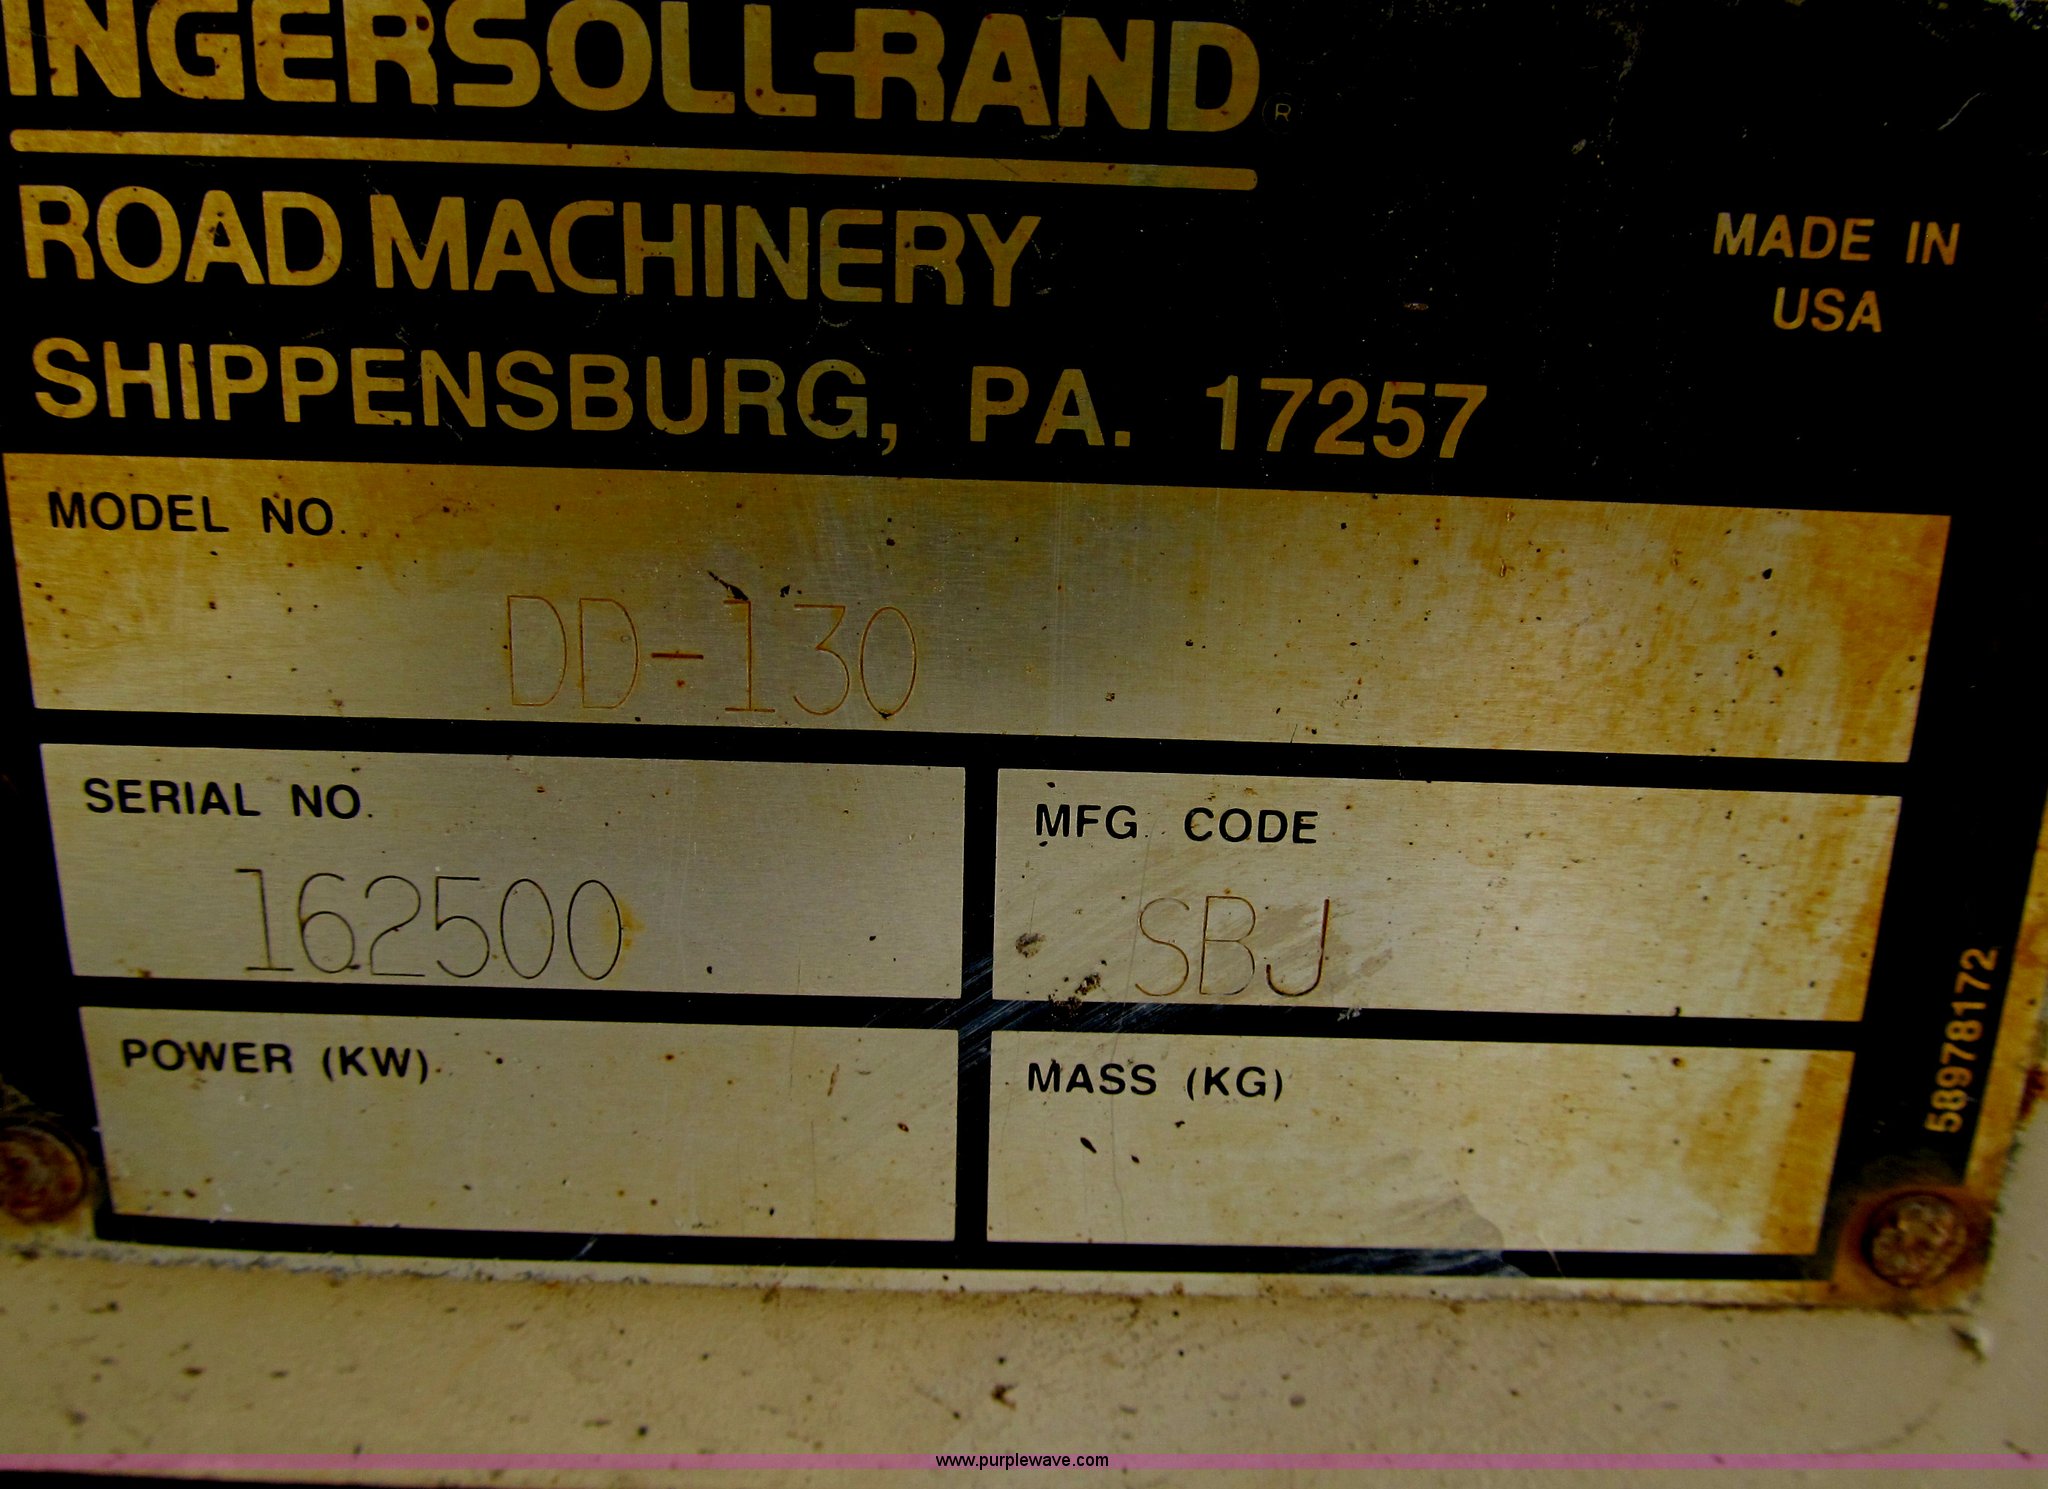 INGERSOLL-RAND ®
ROAD MACHINERY
MADE IN
USA
SHIPPENSBURG, PA. 17257
MODEL NO.
DD-130
SERIAL NO.
162500
MFG. CODE
SBJ
POWER (KW)
MASS (KG)
58978172
www.purplewave.com